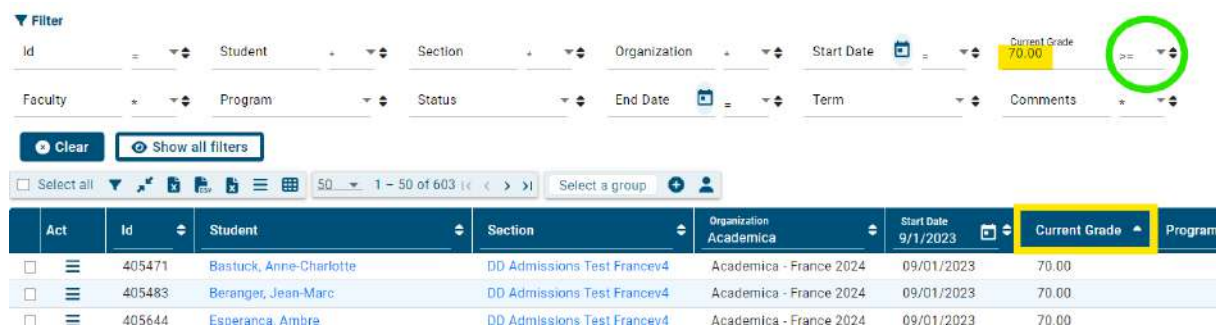 Filter
Id = Student * Section * Organization * Start Date = Current Grade 70.00 >=
Faculty * Program Status End Date = Term Comments *
Clear Show all filters
Select all CSV 50 1 – 50 of 603 Select a group
Act Id Student Section Organization Academica Start Date 9/1/2023 Current Grade Program
405471 Bastuck, Anne-Charlotte DD Admissions Test Francev4 Academica - France 2024 09/01/2023 70.00
405483 Beranger, Jean-Marc DD Admissions Test Francev4 Academica - France 2024 09/01/2023 70.00
405644 Esperanca, Ambre DD Admissions Test Francev4 Academica - France 2024 09/01/2023 70.00